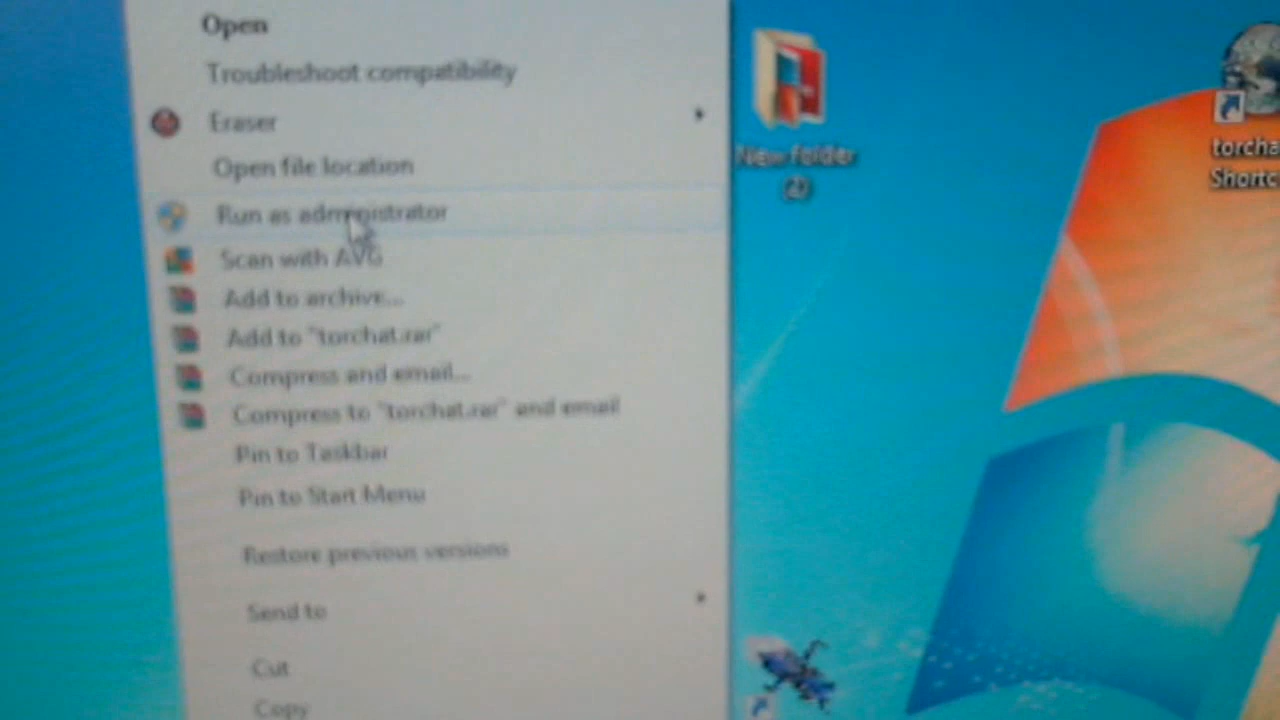 Open
Troubleshoot compatibility
Eraser
Open file location
Run as administrator
Scan with AVG
Add to archive...
Add to "torchat.rar"
Compress and email...
Compress to "torchat.rar" and email
Pin to Taskbar
Pin to Start Menu
Restore previous versions
Send to
Cut
Copy
New folder
(2)
torcha
Shortc